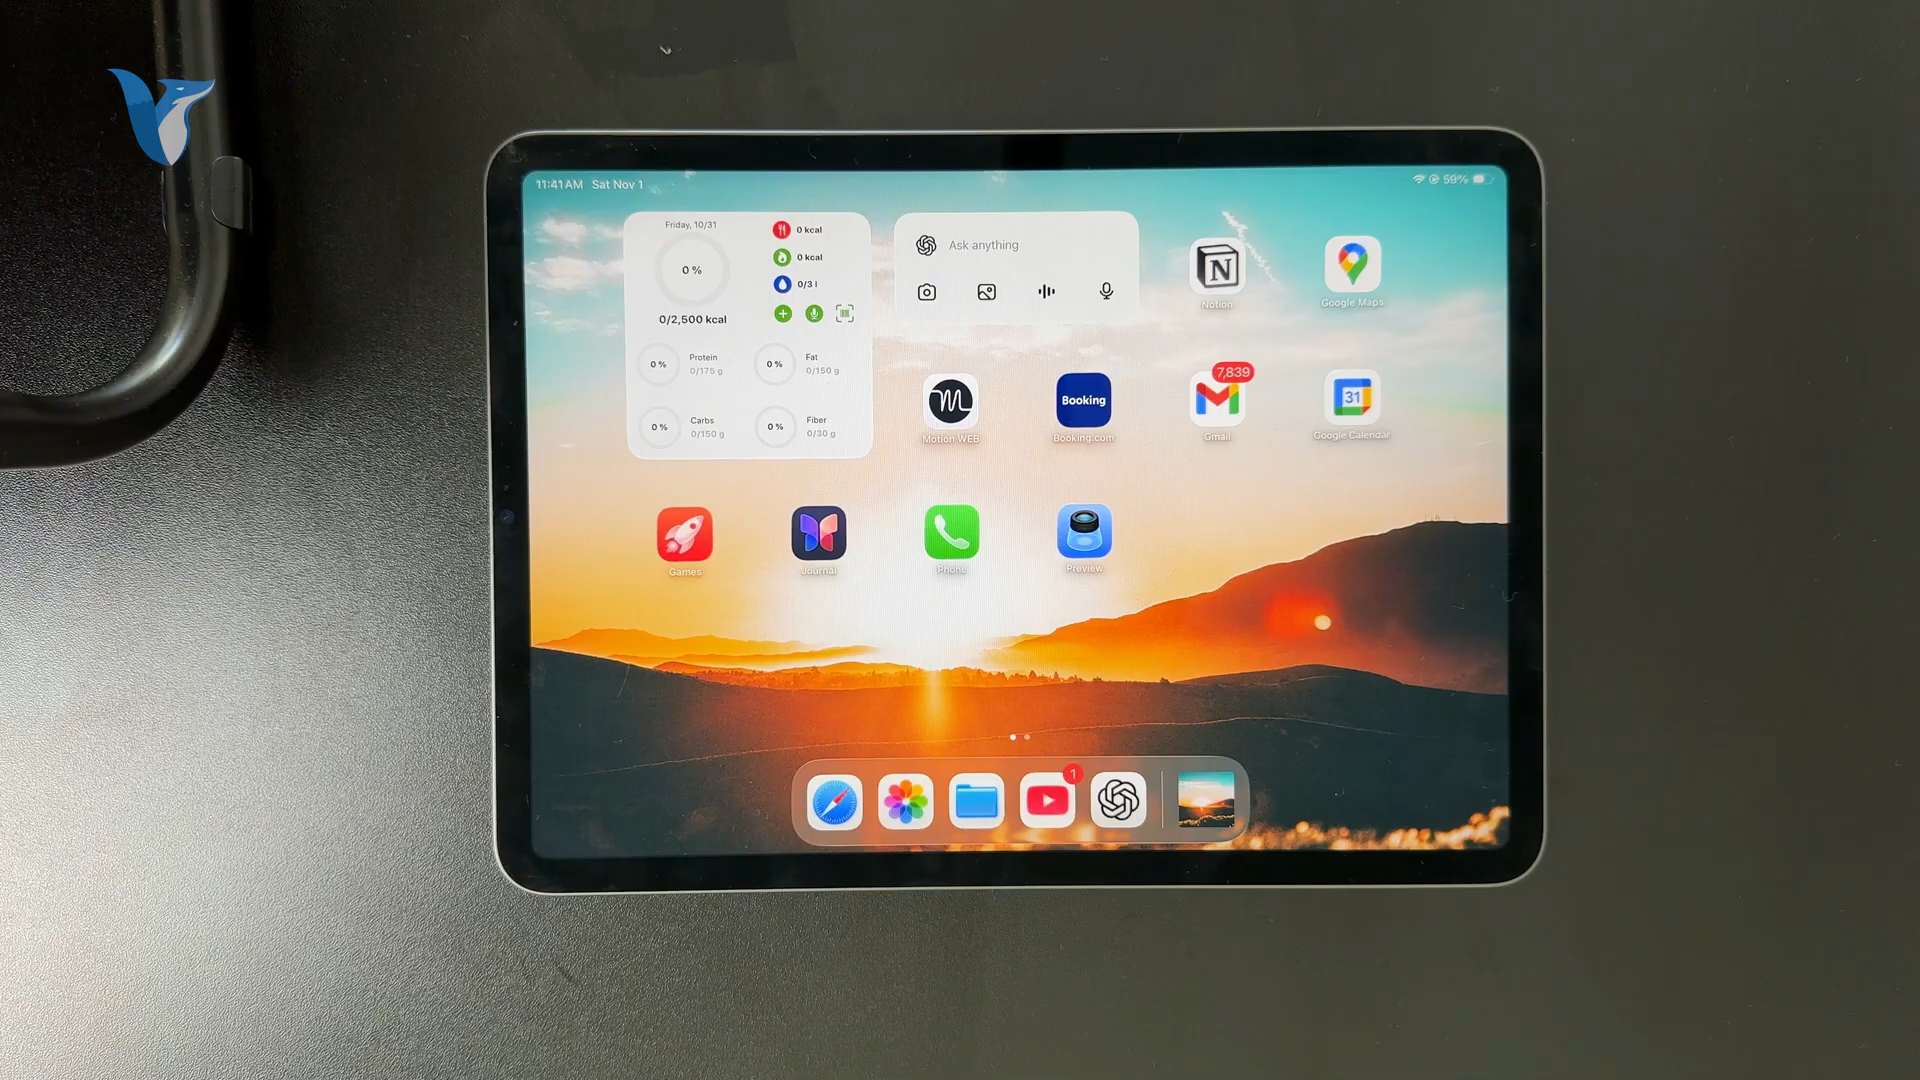 11:41 AM Sat Nov 1
59%
Friday, 10/31
0 %
0/2,500 kcal
0 kcal
0 kcal
0/3 l
0 %
Protein
0/175 g
0 %
Fat
0/150 g
0 %
Carbs
0/150 g
0 %
Fiber
0/30 g
Ask anything
N
Notion
Google Maps
Motion WEB
Booking
Booking.com
7,839
Gmail
31
Google Calendar
Games
Journal
Phone
Preview
1